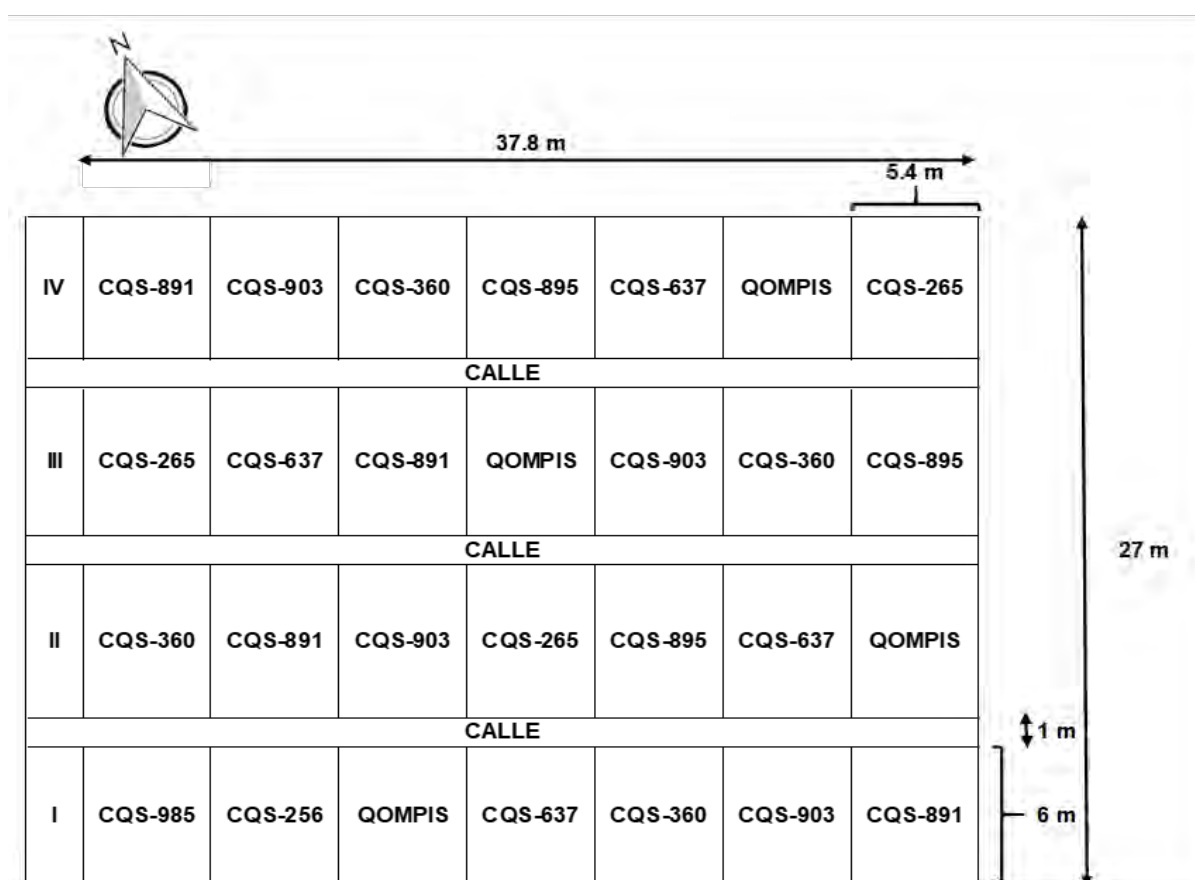 N
37.8 m
5.4 m
IV CQS-891 CQS-903 CQS-360 CQS-895 CQS-637 QOMPIS CQS-265
CALLE
III CQS-265 CQS-637 CQS-891 QOMPIS CQS-903 CQS-360 CQS-895
CALLE
27 m
II CQS-360 CQS-891 CQS-903 CQS-265 CQS-895 CQS-637 QOMPIS
CALLE
1 m
I CQS-985 CQS-256 QOMPIS CQS-637 CQS-360 CQS-903 CQS-891
6 m